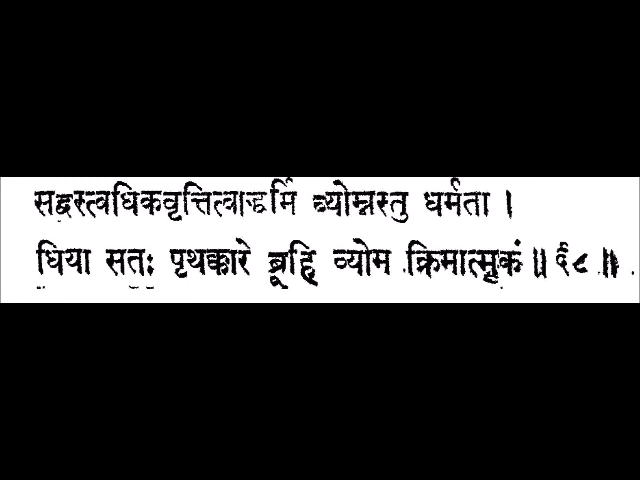 सद्वस्त्वधिकवृत्तित्वाद्धर्मि व्योम्नस्तु धर्मता ।
धिया सतः पृथक्कारे ब्रूहि व्योम किमात्मकं ॥ ६८ ॥